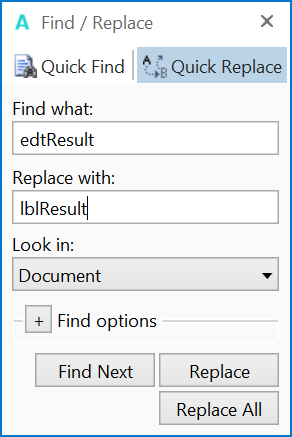 A Find / Replace
Quick Find Quick Replace
Find what:
edtResult
Replace with:
lblResult
Look in:
Document
+ Find options
Find Next Replace
Replace All